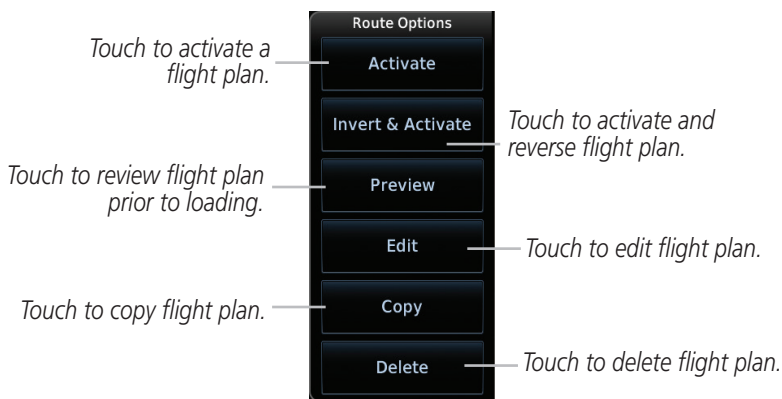 Route Options
Touch to activate a
flight plan.
Activate
Invert & Activate
Touch to activate and
reverse flight plan.
Touch to review flight plan
prior to loading.
Preview
Edit
Touch to edit flight plan.
Touch to copy flight plan.
Copy
Delete
Touch to delete flight plan.